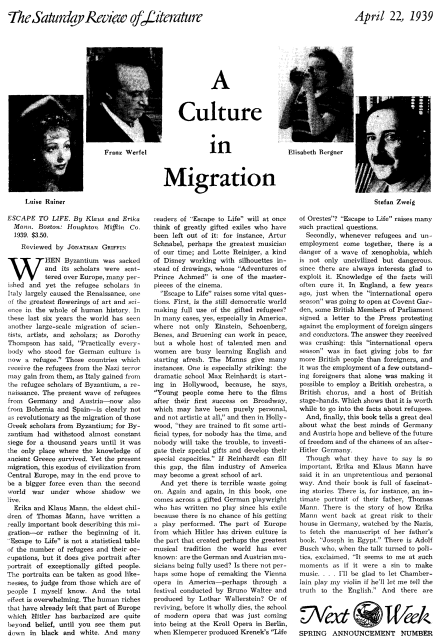 The Saturday Review of Literature
April 22, 1939
A
Culture
in
Migration
Franz Werfel
Elisabeth Bergner
Luise Rainer
Stefan Zweig
ESCAPE TO LIFE. By Klaus and Erika
Mann. Boston: Houghton Mifflin Co.
1939. $3.50.
Reviewed by JONATHAN GRIFFIN
WHEN Byzantium was sacked
and its scholars were scat-
tered over Europe, many per-
ished and yet the refugee scholars in
Italy largely caused the Renaissance, one
of the greatest flowerings of art and sci-
ence in the whole of human history. In
these last six years the world has seen
another large-scale migration of scien-
tists, artists, and scholars; as Dorothy
Thompson has said, "Practically every-
body who stood for German culture is
now a refugee." Those countries which
receive the refugees from the Nazi terror
may gain from them, as Italy gained from
the refugee scholars of Byzantium, a re-
naissance. The present wave of refugees
from Germany and Austria—now also
from Bohemia and Spain—is clearly not
as revolutionary as the migration of those
Greek scholars from Byzantium; for By-
zantium had withstood almost constant
siege for a thousand years until it was
the only place where the knowledge of
ancient Greece survived. Yet the present
migration, this exodus of civilization from
Central Europe, may in the end prove to
be a bigger force even than the second
world war under whose shadow we
live.
Erika and Klaus Mann, the eldest chil-
dren of Thomas Mann, have written a
really important book describing this mi-
gration—or rather the beginning of it.
"Escape to Life" is not a statistical table
of the number of refugees and their oc-
cupations, but it does give portrait after
portrait of exceptionally gifted people.
The portraits can be taken as good like-
nesses, to judge from those which are of
people I myself know. And the total
effect is overwhelming. The human riches
that have already left that part of Europe
which Hitler has barbarized are quite
beyond belief, until you see them put
down in black and white. And many
readers of "Escape to Life" will at once
think of greatly gifted exiles who have
been left out of it: for instance, Artur
Schnabel, perhaps the greatest musician
of our time; and Lotte Reiniger, a kind
of Disney working with silhouettes in-
stead of drawings, whose "Adventures of
Prince Achmed" is one of the master-
pieces of the cinema.
"Escape to Life" raises some vital ques-
tions. First, is the still democratic world
making full use of the gifted refugees?
In many cases, yes, especially in America,
where not only Einstein, Schoenberg,
Benes, and Bruening can work in peace,
but a whole host of talented men and
women are busy learning English and
starting afresh. The Manns give many
instances. One is especially striking: the
dramatic school Max Reinhardt is start-
ing in Hollywood, because, he says,
"Young people come here to the films
after their first success on Broadway,
which may have been purely personal,
and not artistic at all," and then in Holly-
wood, "they are trained to fit some arti-
ficial types, for nobody has the time, and
nobody will take the trouble, to investi-
gate their special gifts and develop their
special capacities." If Reinhardt can fill
this gap, the film industry of America
may become a great school of art.
And yet there is terrible waste going
on. Again and again, in this book, one
comes across a gifted German playwright
who has written no play since his exile
because there is no chance of his getting
a play performed. The part of Europe
from which Hitler has driven culture is
the part that created perhaps the greatest
musical tradition the world has ever
known: are the German and Austrian mu-
sicians being fully used? Is there not per-
haps some hope of remaking the Vienna
opera in America—perhaps through a
festival conducted by Bruno Walter and
produced by Lothar Wallerstein? Or of
reviving, before it wholly dies, the school
of modern opera that was just coming
into being at the Kroll Opera in Berlin,
when Klemperer produced Krenek's "Life
of Orestes"? "Escape to Life" raises many
such practical questions.
Secondly, whenever refugees and un-
employment come together, there is a
danger of a wave of xenophobia, which
is not only uncivilized but dangerous,
since there are always interests glad to
exploit it. Knowledge of the facts will
often cure it. In England, a few years
ago, just when the "international opera
season" was going to open at Covent Gar-
den, some British Members of Parliament
signed a letter to the Press protesting
against the employment of foreign singers
and conductors. The answer they received
was crushing: this "international opera
season" was in fact giving jobs to far
more British people than foreigners, and
it was the employment of a few outstand-
ing foreigners that alone was making it
possible to employ a British orchestra, a
British chorus, and a host of British
stage-hands. Which shows that it is worth
while to go into the facts about refugees.
And, finally, this book tells a great deal
about what the best minds of Germany
and Austria hope and believe of the future
of freedom and of the chances of an after-
Hitler Germany.
Though what they have to say is so
important, Erika and Klaus Mann have
said it in an unpretentious and personal
way. And their book is full of fascinat-
ing stories. There is, for instance, an in-
timate portrait of their father, Thomas
Mann. There is the story of how Erika
Mann went back at great risk to their
house in Germany, watched by the Nazis,
to fetch the manuscript of her father's
book, "Joseph in Egypt." There is Adolf
Busch who, when the talk turned to poli-
tics, exclaimed, "It seems to me at such
moments as if it were a sin to make
music. . . . I'll be glad to let Chamber-
lain play my violin if he'll let me tell the
truth to the English." And there are
Next Week
SPRING ANNOUNCEMENT NUMBER